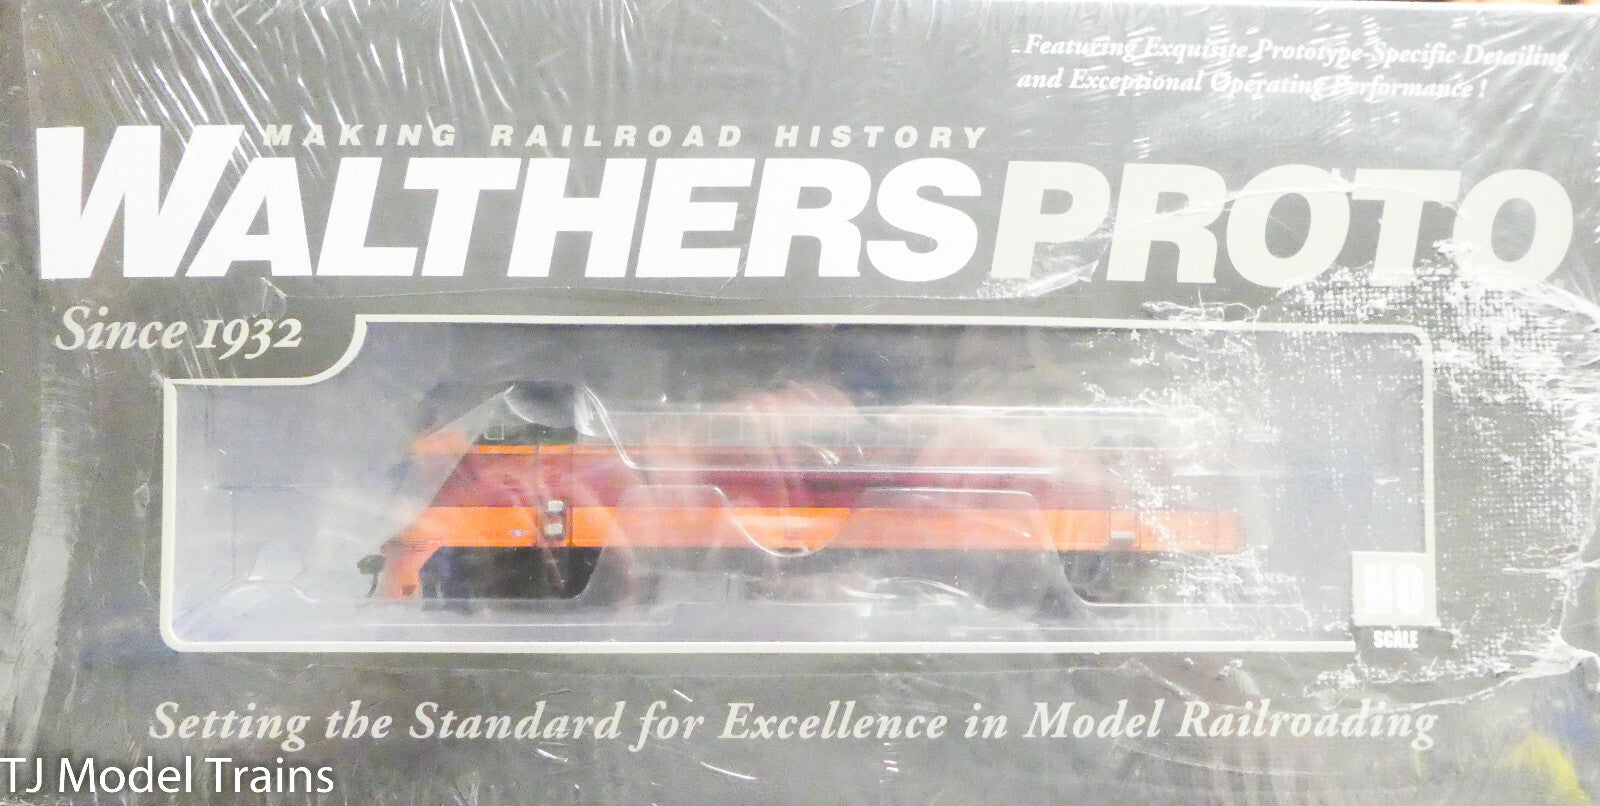 Featuring Exquisite Prototype-Specific Detailing
and Exceptional Operating Performance!
MAKING RAILROAD HISTORY
WALTHERSPROTO
Since 1932
HO
SCALE
Setting the Standard for Excellence in Model Railroading
TJ Model Trains